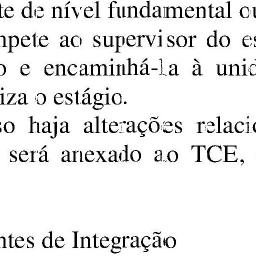 te de nível fundamental ou
mpete ao supervisor do es
o e encaminhá-la à unid
iza o estágio.
so haja alterações relaci
será anexado ao TCE,
ntes de Integração